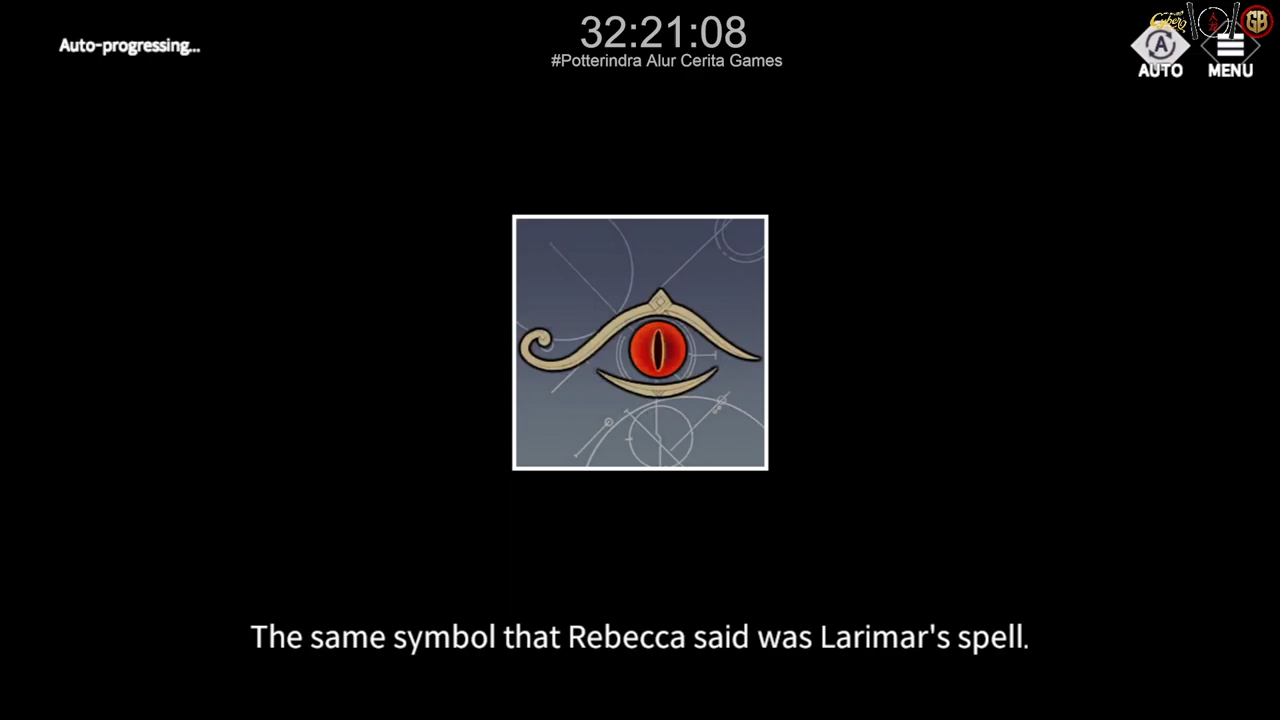 Auto-progressing...
32:21:08
#Potterindra Alur Cerita Games
AUTO
MENU
GB
The same symbol that Rebecca said was Larimar's spell.